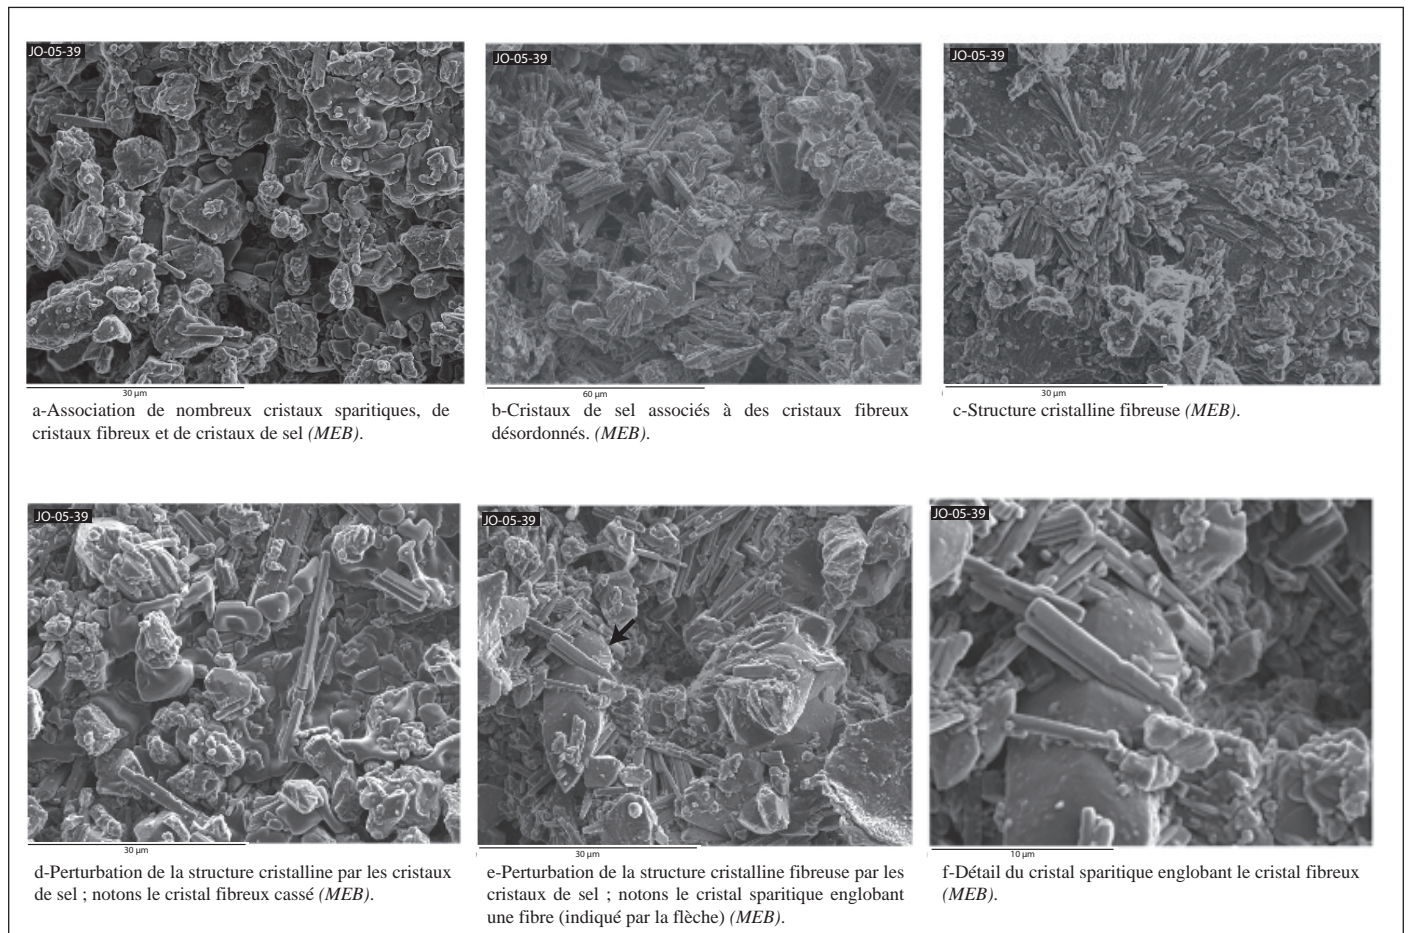 JO-05-39
JO-05-39
JO-05-39
30 µm
60 µm
30 µm
a-Association de nombreux cristaux sparitiques, de
cristaux fibreux et de cristaux de sel (MEB).
b-Cristaux de sel associés à des cristaux fibreux
désordonnés. (MEB).
c-Structure cristalline fibreuse (MEB).
JO-05-39
JO-05-39
JO-05-39
30 µm
30 µm
10 µm
d-Perturbation de la structure cristalline par les cristaux
de sel ; notons le cristal fibreux cassé (MEB).
e-Perturbation de la structure cristalline fibreuse par les
cristaux de sel ; notons le cristal sparitique englobant
une fibre (indiqué par la flèche) (MEB).
f-Détail du cristal sparitique englobant le cristal fibreux
(MEB).